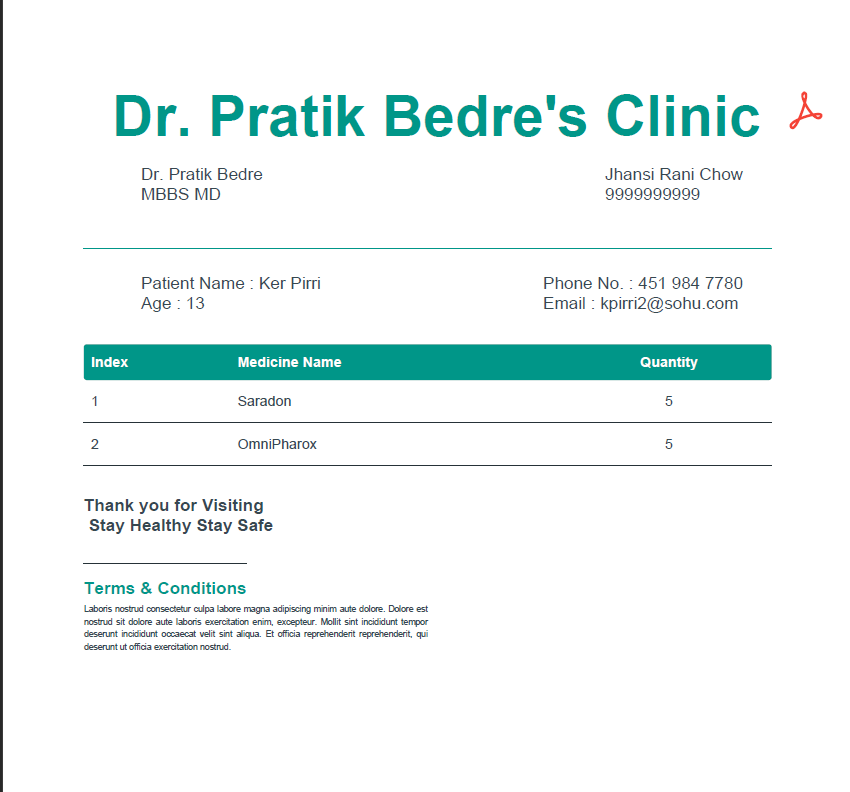 Dr. Pratik Bedre's Clinic
Dr. Pratik Bedre
MBBS MD
Jhansi Rani Chow
9999999999
Patient Name : Ker Pirri
Age : 13
Phone No. : 451 984 7780
Email : kpirri2@sohu.com
Index Medicine Name Quantity
1 Saradon 5
2 OmniPharox 5
Thank you for Visiting
Stay Healthy Stay Safe
Terms & Conditions
Laboris nostrud consectetur culpa labore magna adipiscing minim aute dolore. Dolore est
nostrud sit dolore aute laboris exercitation enim, excepteur. Mollit sint incididunt tempor
deserunt incididunt occaecat velit sint aliqua. Et officia reprehenderit reprehenderit, qui
deserunt ut officia exercitation nostrud.